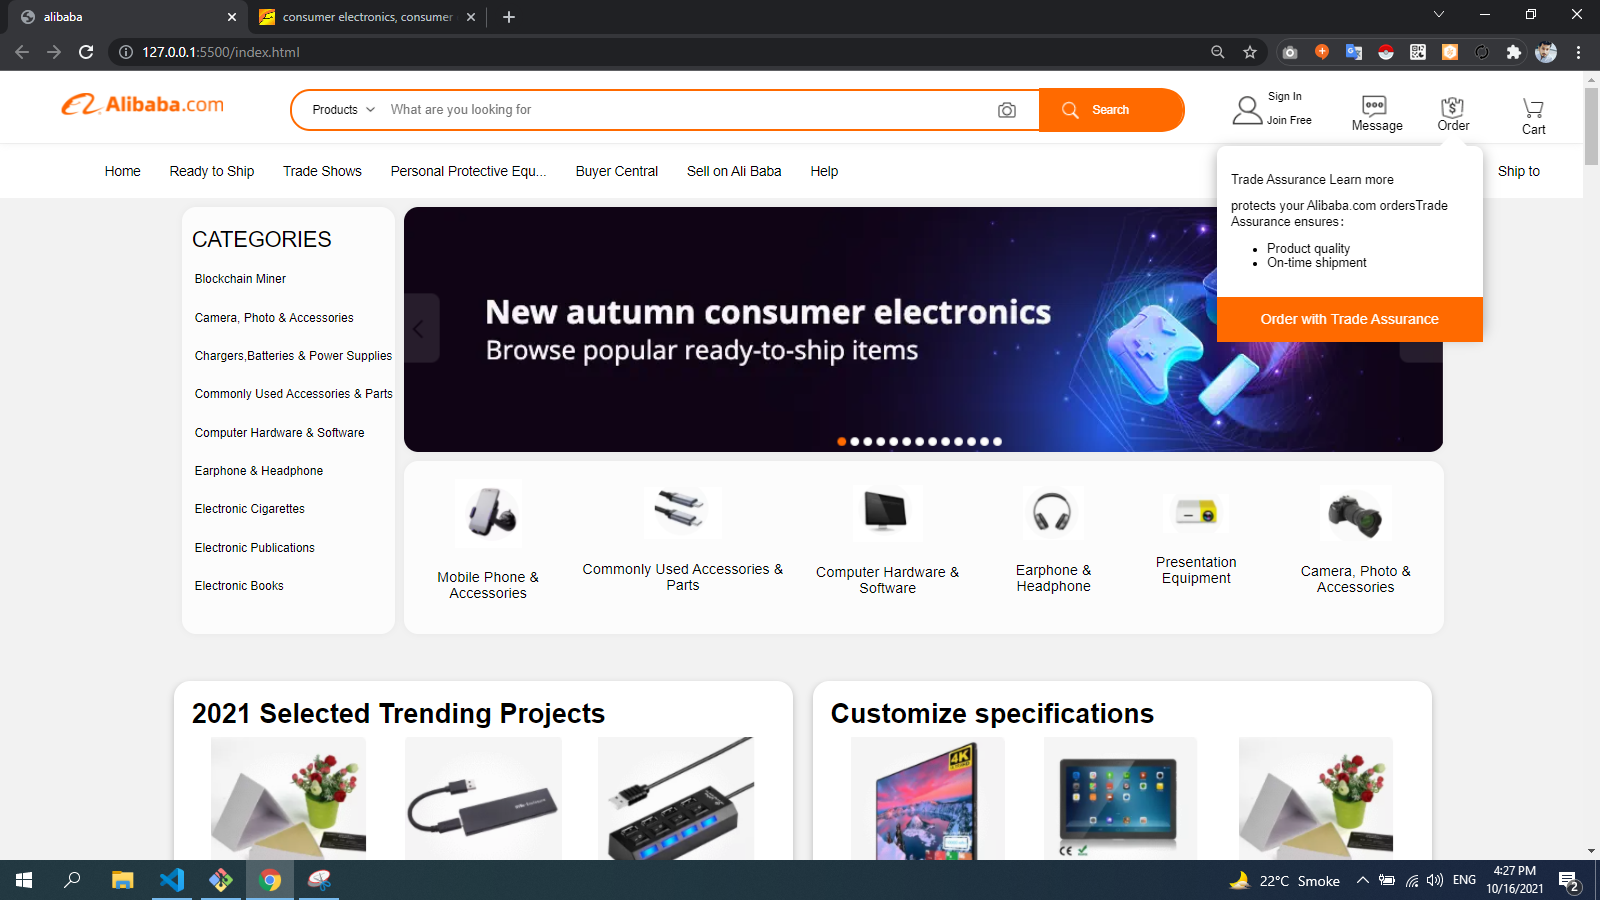 alibaba
consumer electronics, consumer
127.0.0.1:5500/index.html
Alibaba.com
Products
What are you looking for
Search
Sign In
Join Free
Message
Order
Cart
Home
Ready to Ship
Trade Shows
Personal Protective Equ...
Buyer Central
Sell on Ali Baba
Help
Ship to
Trade Assurance Learn more
protects your Alibaba.com ordersTrade
Assurance ensures:
Product quality
On-time shipment
Order with Trade Assurance
CATEGORIES
Blockchain Miner
Camera, Photo & Accessories
Chargers,Batteries & Power Supplies
Commonly Used Accessories & Parts
Computer Hardware & Software
Earphone & Headphone
Electronic Cigarettes
Electronic Publications
Electronic Books
New autumn consumer electronics
Browse popular ready-to-ship items
Mobile Phone &
Accessories
Commonly Used Accessories &
Parts
Computer Hardware &
Software
Earphone &
Headphone
Presentation
Equipment
Camera, Photo &
Accessories
2021 Selected Trending Projects
Customize specifications
4K
CE
22°C Smoke
ENG
4:27 PM
10/16/2021
2